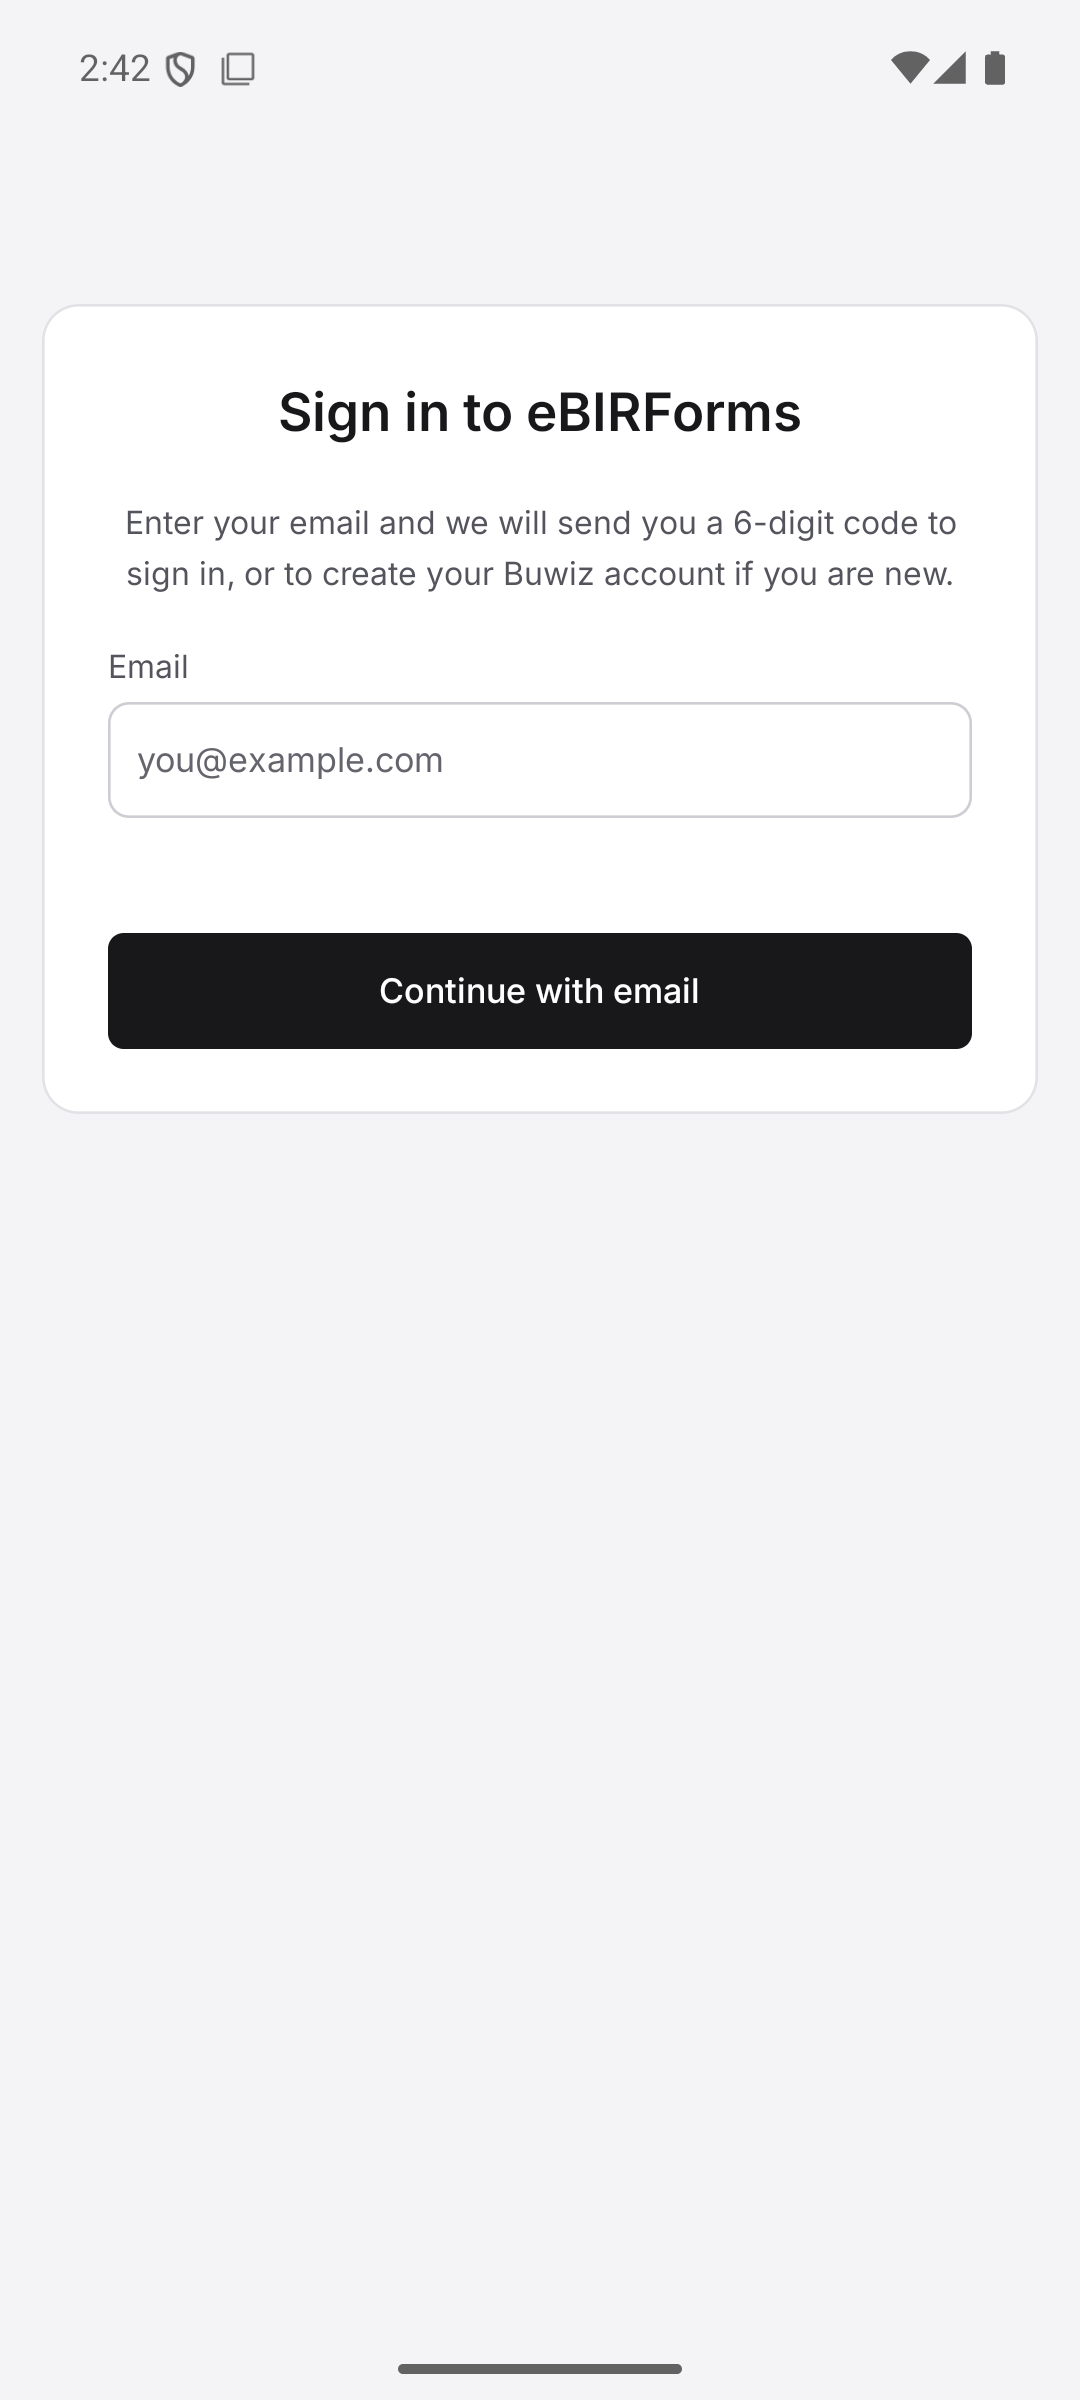 2:42
Sign in to eBIRForms
Enter your email and we will send you a 6-digit code to
sign in, or to create your Buwiz account if you are new.
Email
you@example.com
Continue with email